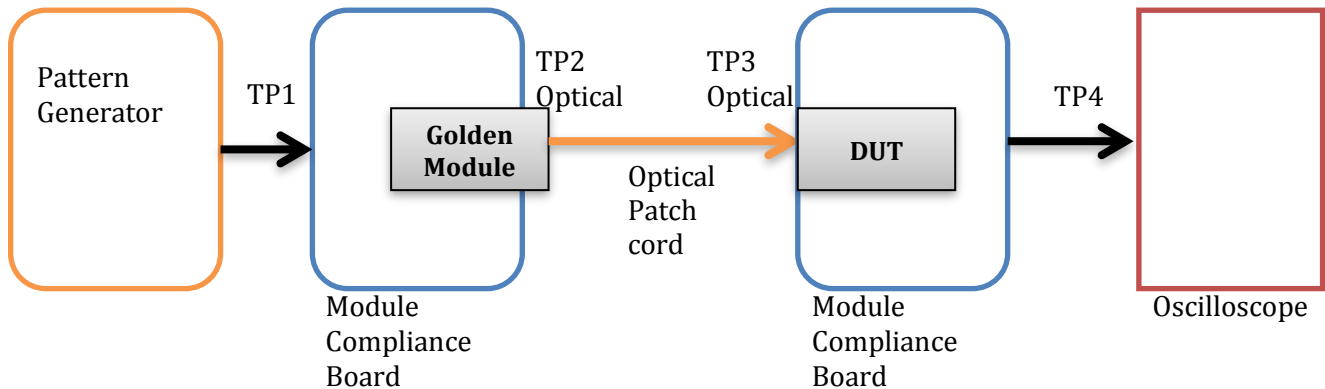 Pattern
Generator
TP1
Golden
Module
TP2
Optical
Optical
Patch
cord
TP3
Optical
DUT
TP4
Module
Compliance
Board
Module
Compliance
Board
Oscilloscope